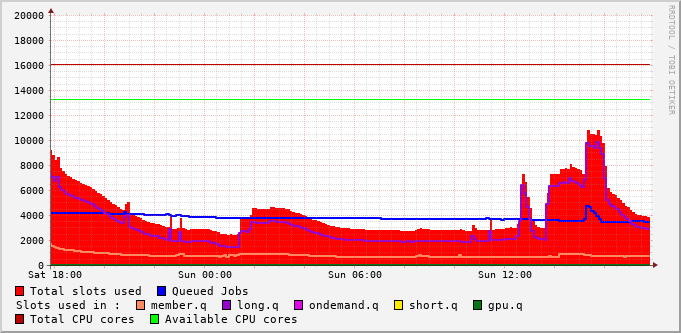 20000
18000
16000
14000
12000
10000
8000
6000
4000
2000
0
Sat 18:00 Sun 00:00 Sun 06:00 Sun 12:00
RRDTOOL / TOBI OETIKER
Total slots used Queued Jobs
Slots used in : member.q long.q ondemand.q short.q gpu.q
Total CPU cores Available CPU cores